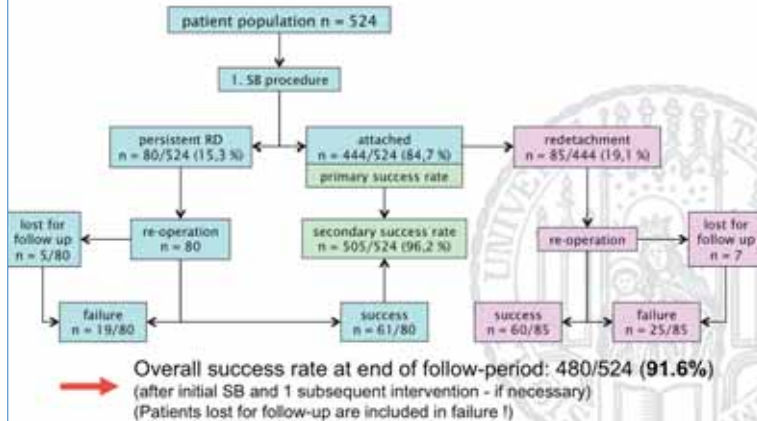 patient population n = 524
1. SB procedure
persistent RD
n = 80/524 (15,3 %)
attached
n = 444/524 (84,7 %)
primary success rate
redetachment
n = 85/444 (19,1 %)
lost for
follow up
n = 5/80
re-operation
n = 80
secondary success rate
n = 505/524 (96,2 %)
re-operation
lost for
follow up
n = 7
failure
n = 19/80
success
n = 61/80
success
n = 60/85
failure
n = 25/85
Overall success rate at end of follow-period: 480/524 (91.6%)
(after initial SB and 1 subsequent intervention - if necessary)
(Patients lost for follow-up are included in failure !)